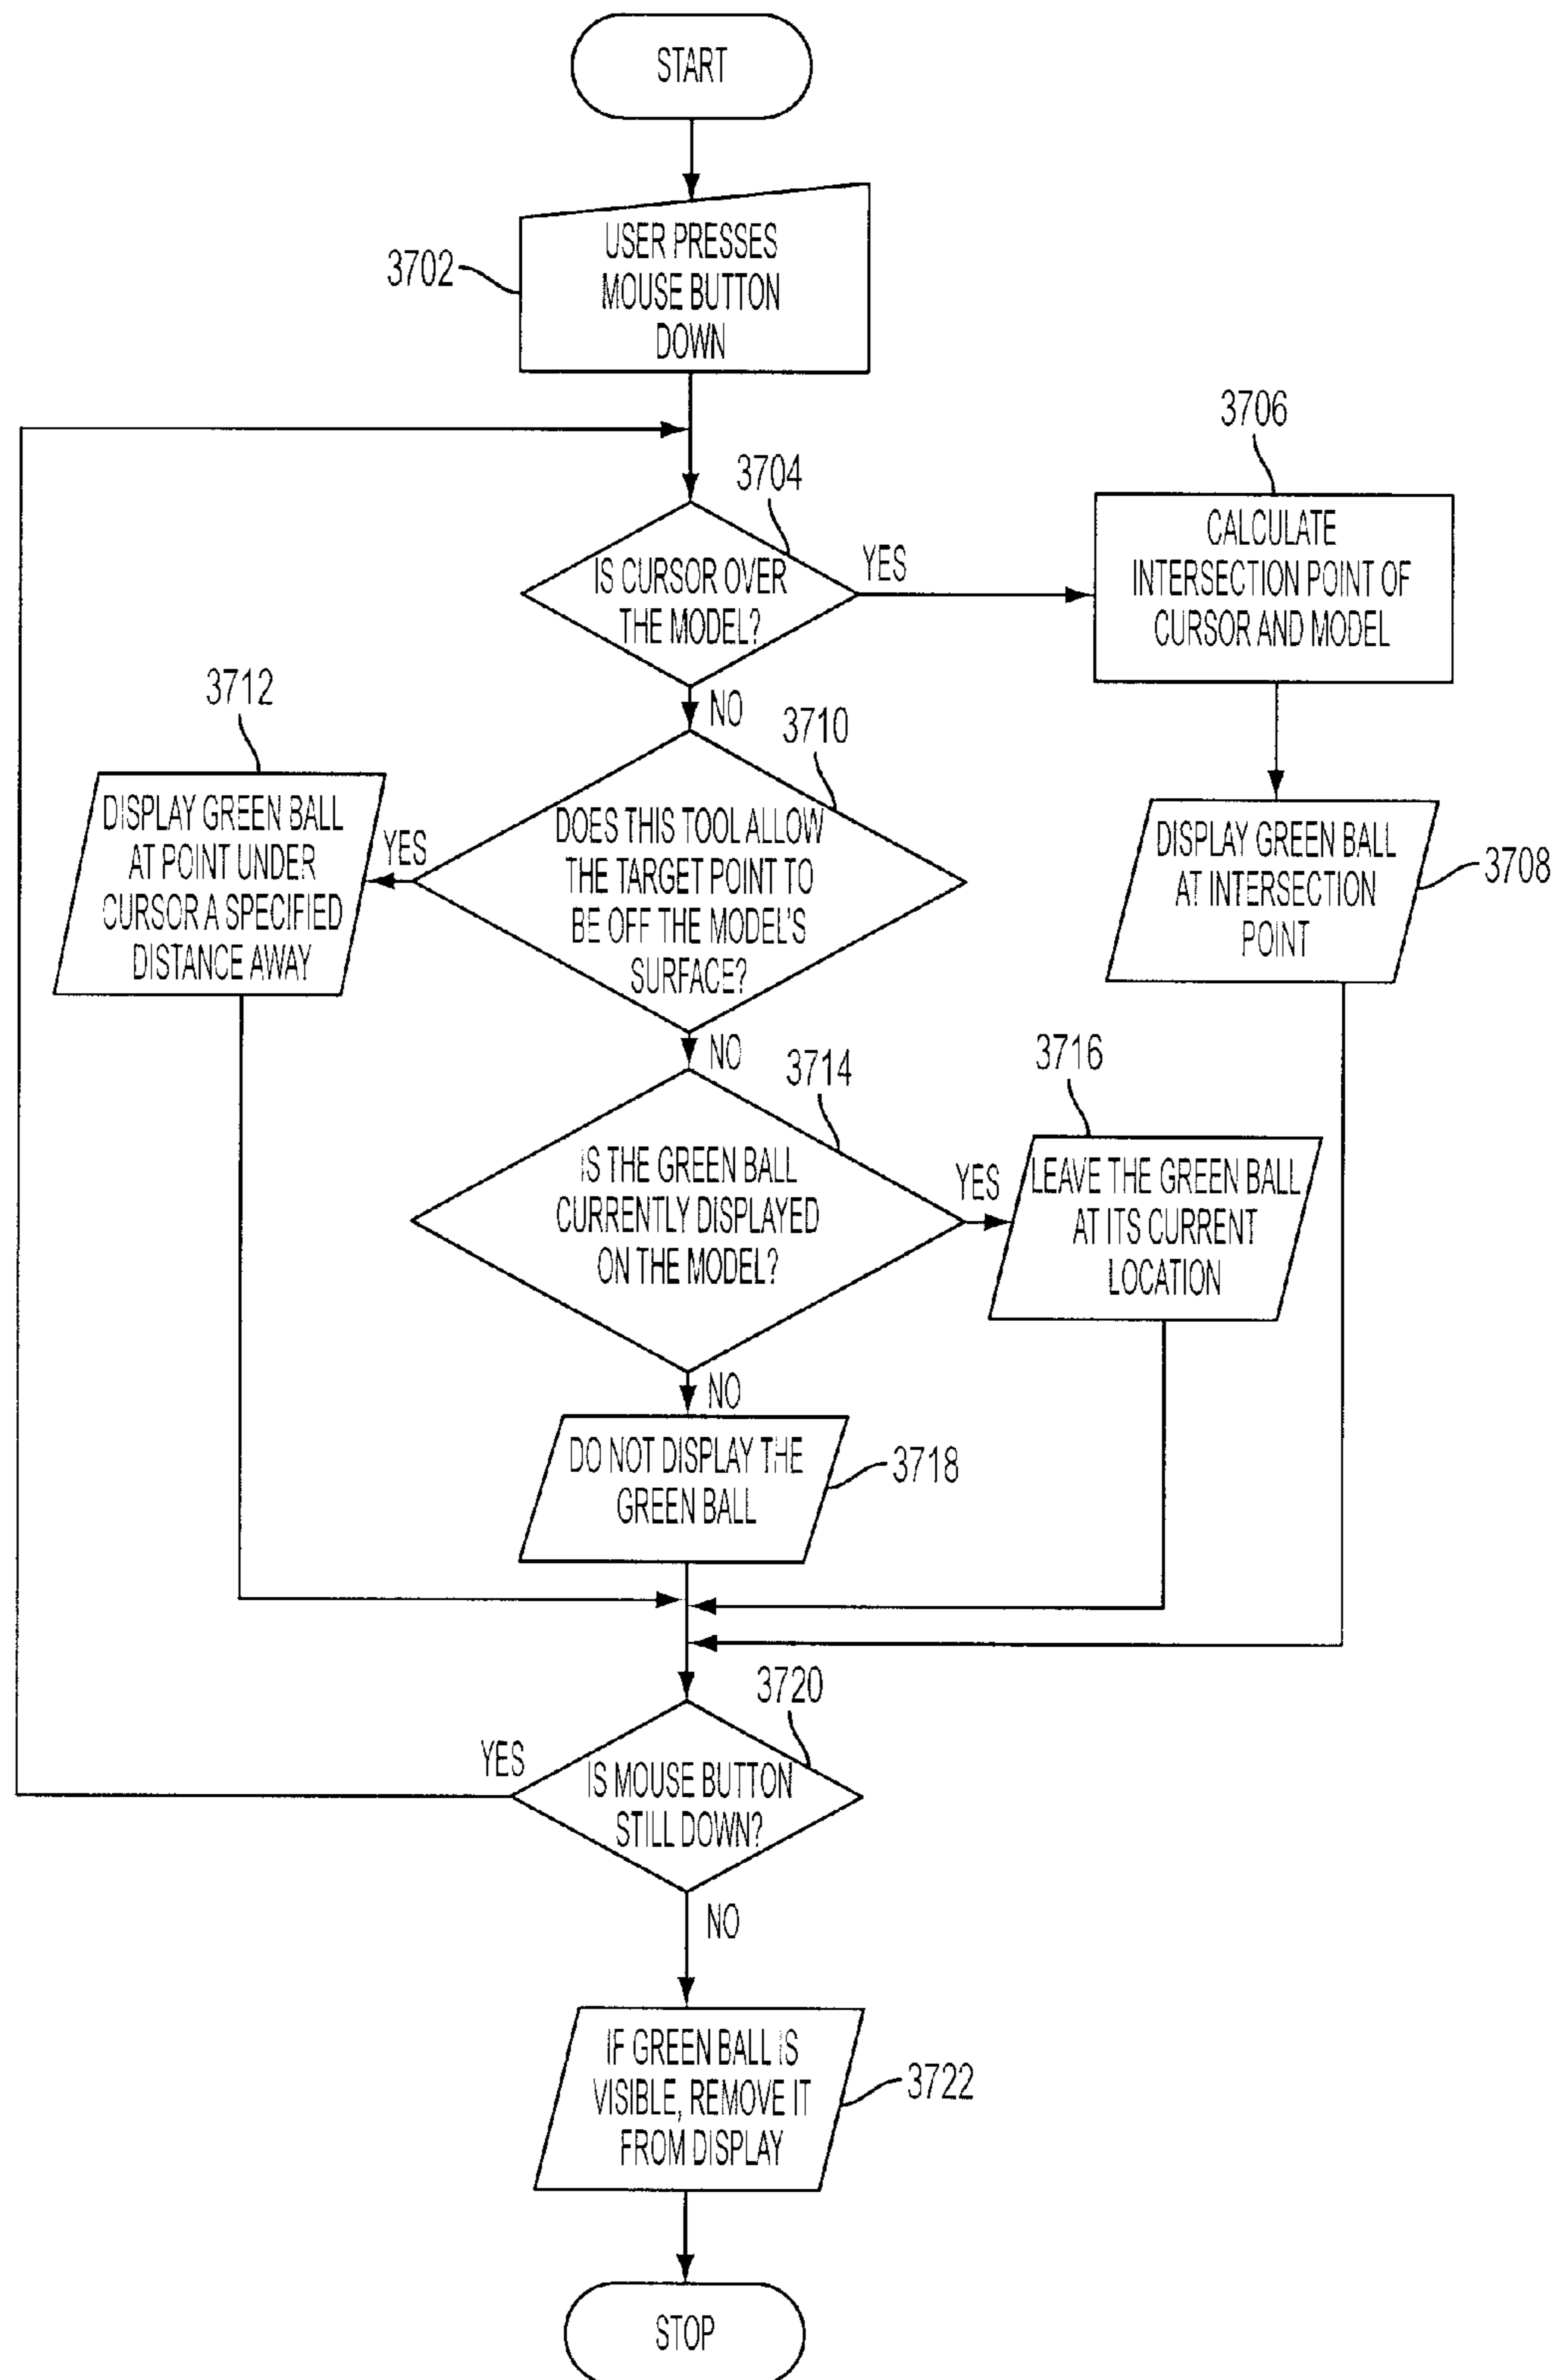 START
USER PRESSES
MOUSE BUTTON
DOWN
3702
3704
IS CURSOR OVER
THE MODEL?
YES
3706
CALCULATE
INTERSECTION POINT OF
CURSOR AND MODEL
DISPLAY GREEN BALL
AT INTERSECTION
POINT
3708
NO
3710
DOES THIS TOOL ALLOW
THE TARGET POINT TO
BE OFF THE MODEL'S
SURFACE?
YES
3712
DISPLAY GREEN BALL
AT POINT UNDER
CURSOR A SPECIFIED
DISTANCE AWAY
NO
3714
IS THE GREEN BALL
CURRENTLY DISPLAYED
ON THE MODEL?
YES
3716
LEAVE THE GREEN BALL
AT ITS CURRENT
LOCATION
NO
DO NOT DISPLAY THE
GREEN BALL
3718
3720
IS MOUSE BUTTON
STILL DOWN?
YES
NO
IF GREEN BALL IS
VISIBLE, REMOVE IT
FROM DISPLAY
3722
STOP